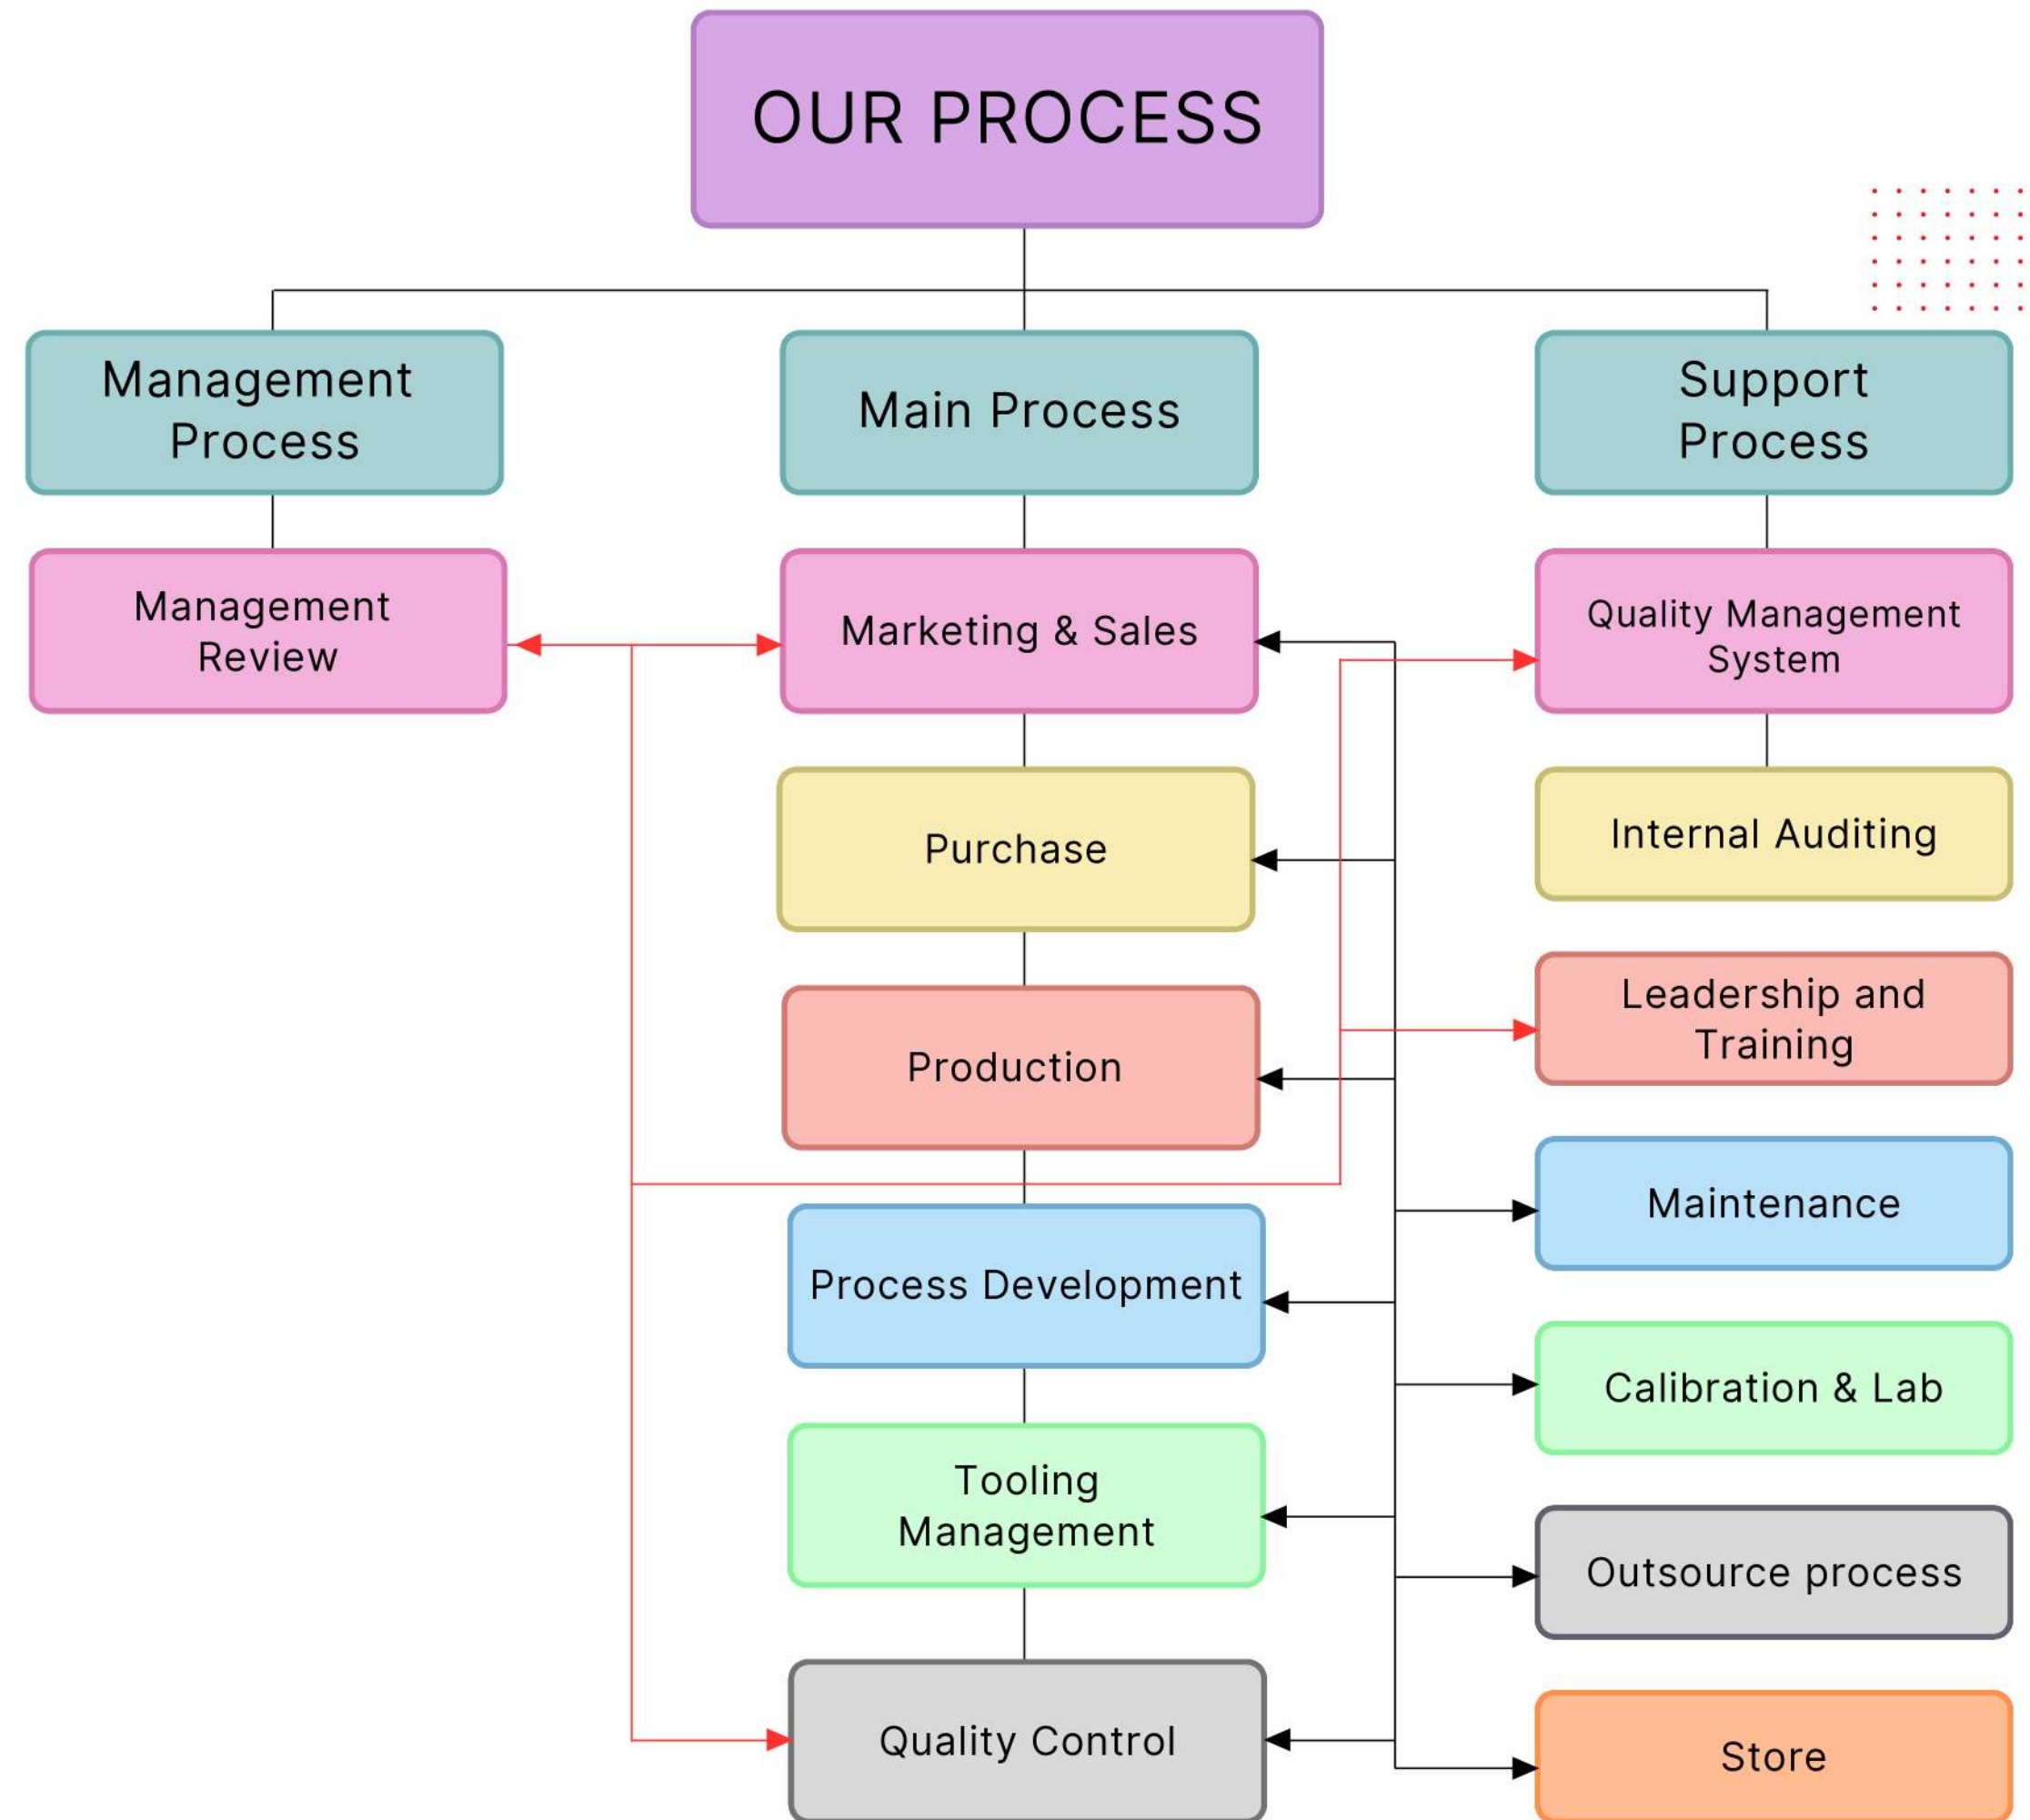 OUR PROCESS
Management
Process
Main Process
Support
Process
Management
Review
Marketing & Sales
Quality Management
System
Purchase
Internal Auditing
Production
Leadership and
Training
Process Development
Maintenance
Tooling
Management
Calibration & Lab
Quality Control
Outsource process
Store